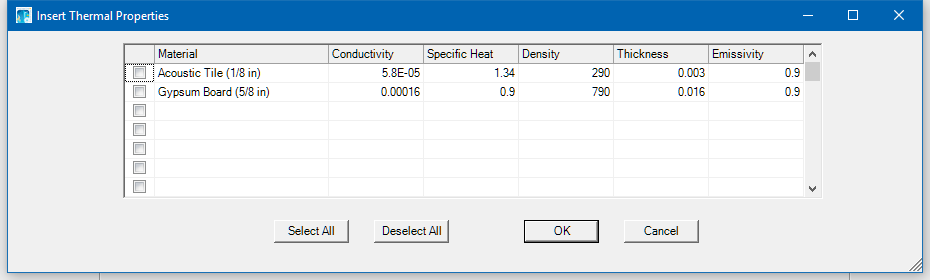 Insert Thermal Properties
Material Conductivity Specific Heat Density Thickness Emissivity
Acoustic Tile (1/8 in) 5.8E-05 1.34 290 0.003 0.9
Gypsum Board (5/8 in) 0.00016 0.9 790 0.016 0.9
Select All Deselect All OK Cancel